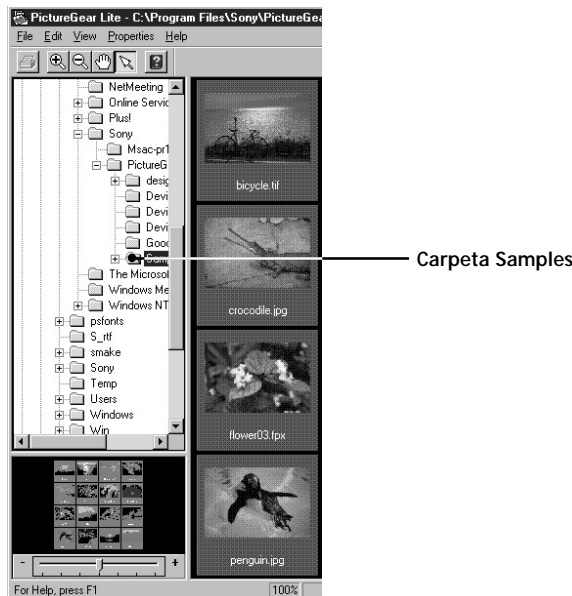 PictureGear Lite - C:\Program Files\Sony\PictureGea
File Edit View Properties Help
NetMeeting
Online Servic
Plus!
Sony
Msac-pr1
PictureG
desig
Devi
Devi
Devi
Good
The Microsof
Windows Me
Windows NT
psfonts
S_rtf
smake
Sony
Temp
Users
Windows
Win
bicycle.tif
crocodile.jpg
flower03.fpx
penguin.jpg
Carpeta Samples
- +
For Help, press F1 100%